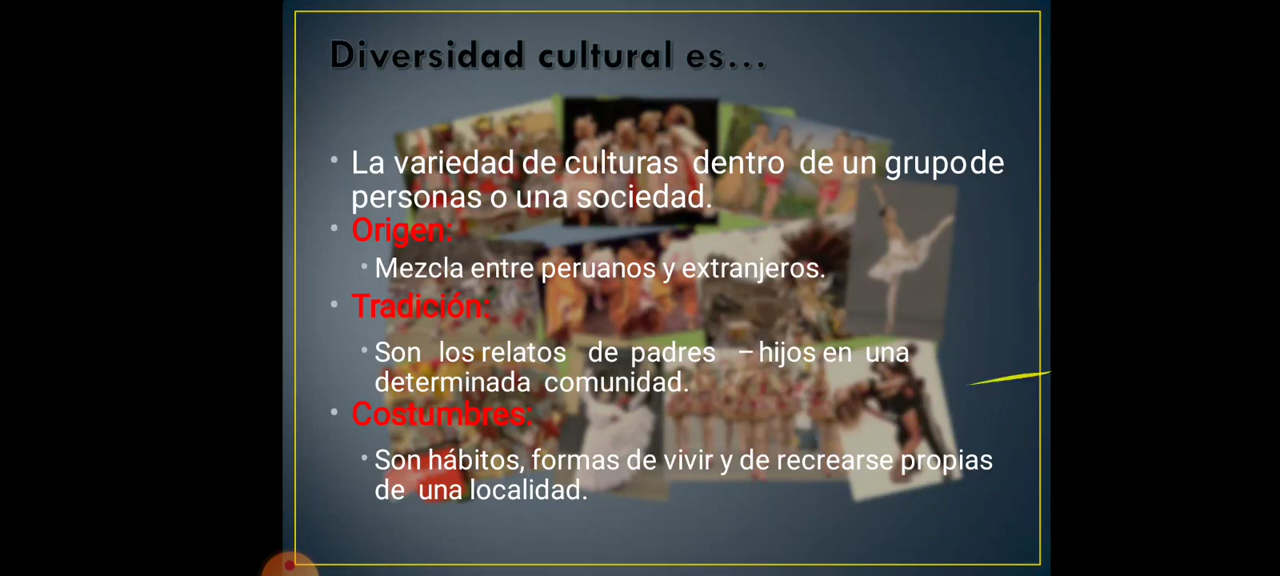 Diversidad cultural es...
• La variedad de culturas dentro de un grupo de
personas o una sociedad.
• Origen:
• Mezcla entre peruanos y extranjeros.
• Tradición:
• Son los relatos de padres – hijos en una
determinada comunidad.
• Costumbres:
• Son hábitos, formas de vivir y de recrearse propias
de una localidad.